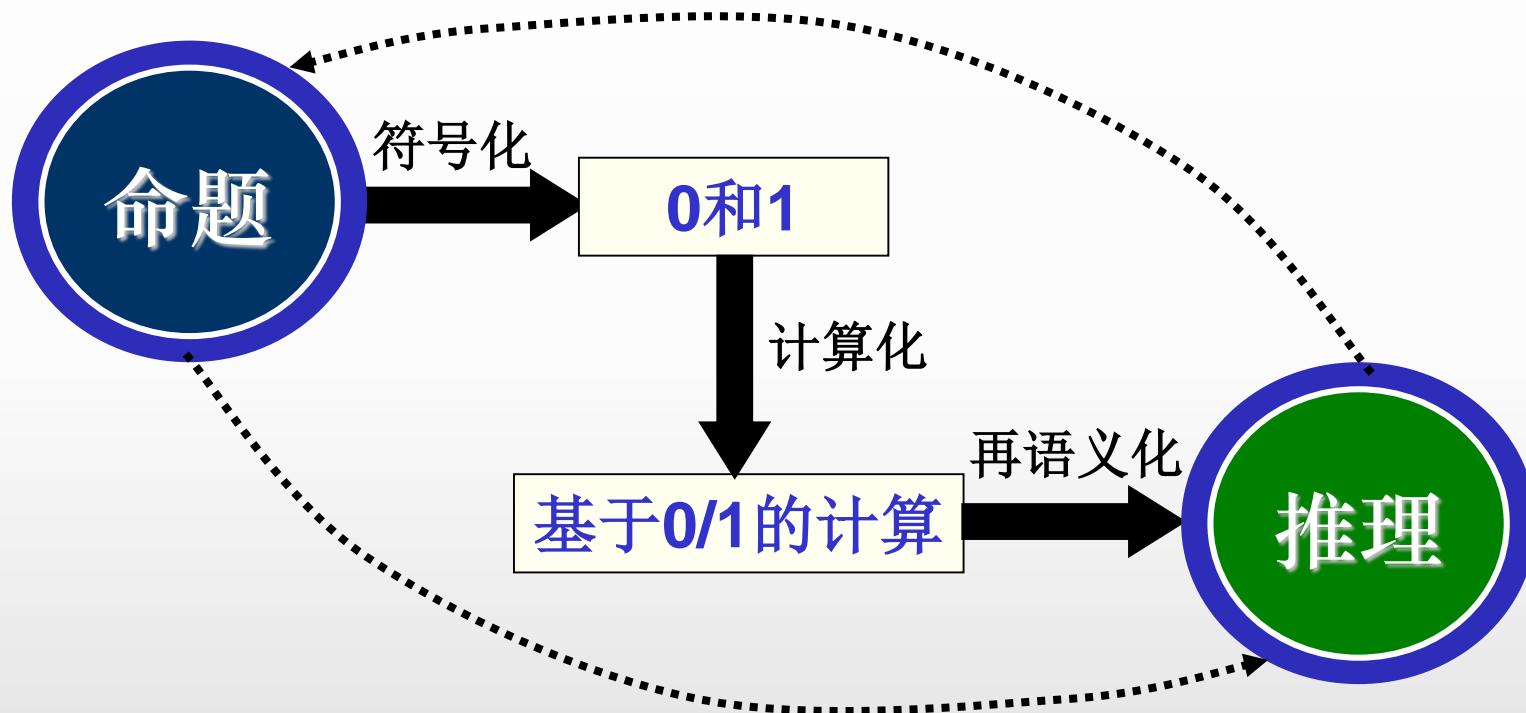 命题
符号化
0和1
计算化
基于0/1的计算
再语义化
推理